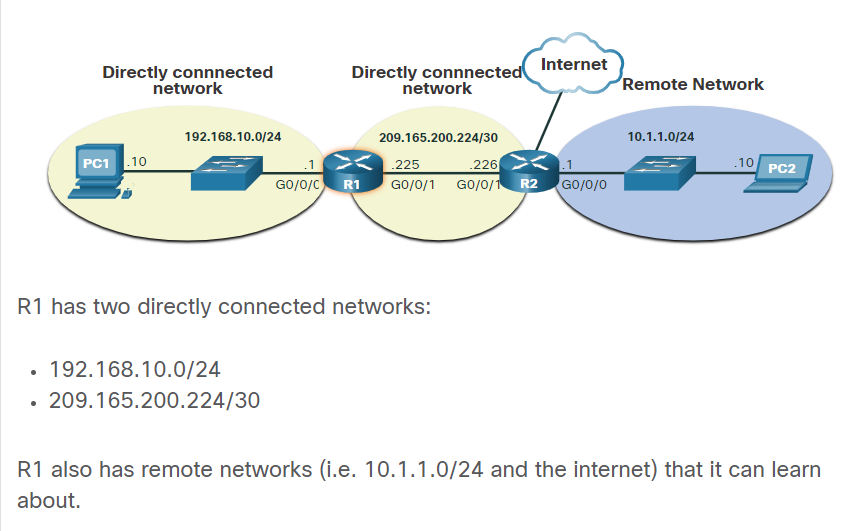 Directly connnected
network
Directly connnected
network
Internet
Remote Network
192.168.10.0/24
209.165.200.224/30
10.1.1.0/24
PC1
.10
.1
G0/0/0
R1
.225
G0/0/1
.226
G0/0/1
R2
.1
G0/0/0
.10
PC2
R1 has two directly connected networks:
• 192.168.10.0/24
• 209.165.200.224/30
R1 also has remote networks (i.e. 10.1.1.0/24 and the internet) that it can learn
about.